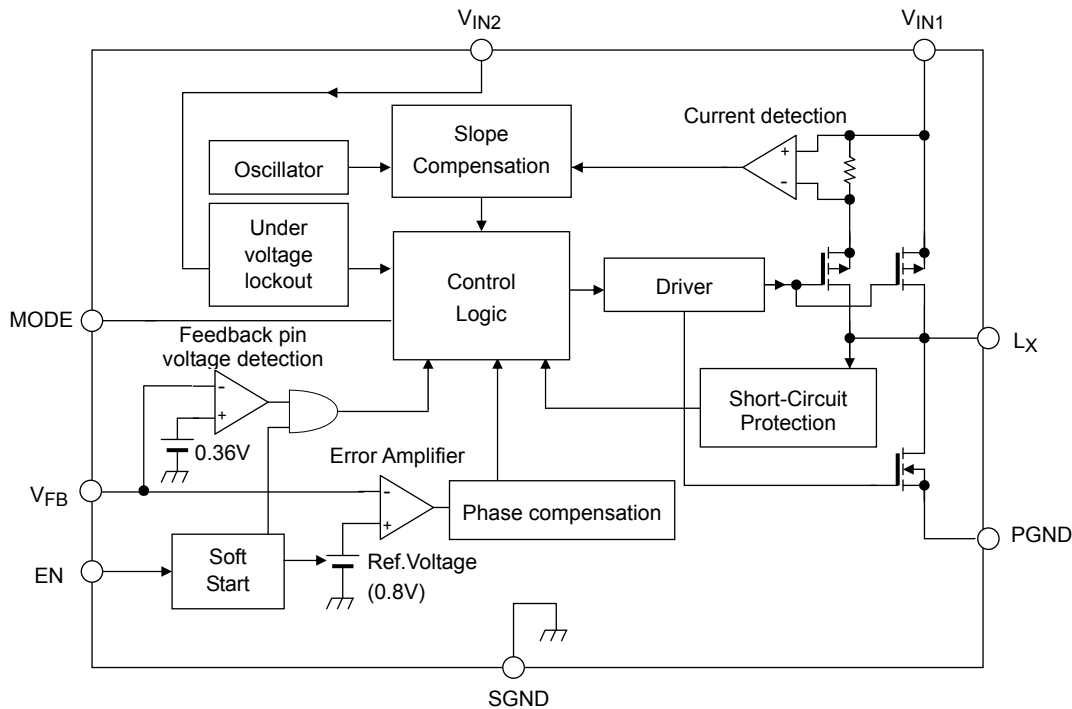 VIN2
VIN1
Current detection
Slope
Compensation
Oscillator
+
-
Under
voltage
lockout
Control
Logic
Driver
MODE
LX
Feedback pin
voltage detection
-
+
0.36V
Short-Circuit
Protection
Error Amplifier
VFB
-
+
Phase compensation
PGND
EN
Soft
Start
Ref.Voltage
(0.8V)
SGND